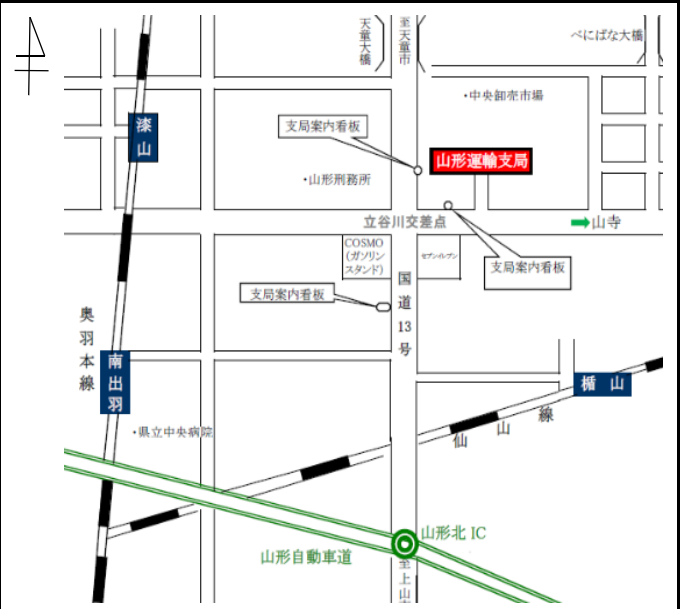 天童大橋
至天童市
べにばな大橋
・中央卸売市場
漆山
支局案内看板
山形運輸支局
・山形刑務所
立谷川交差点
山寺
COSMO
(ガソリン
スタンド)
セブンイレブン
支局案内看板
支局案内看板
国道13号
奥羽本線
南出羽
楯山
仙山線
・県立中央病院
山形北 IC
山形自動車道
至上山市